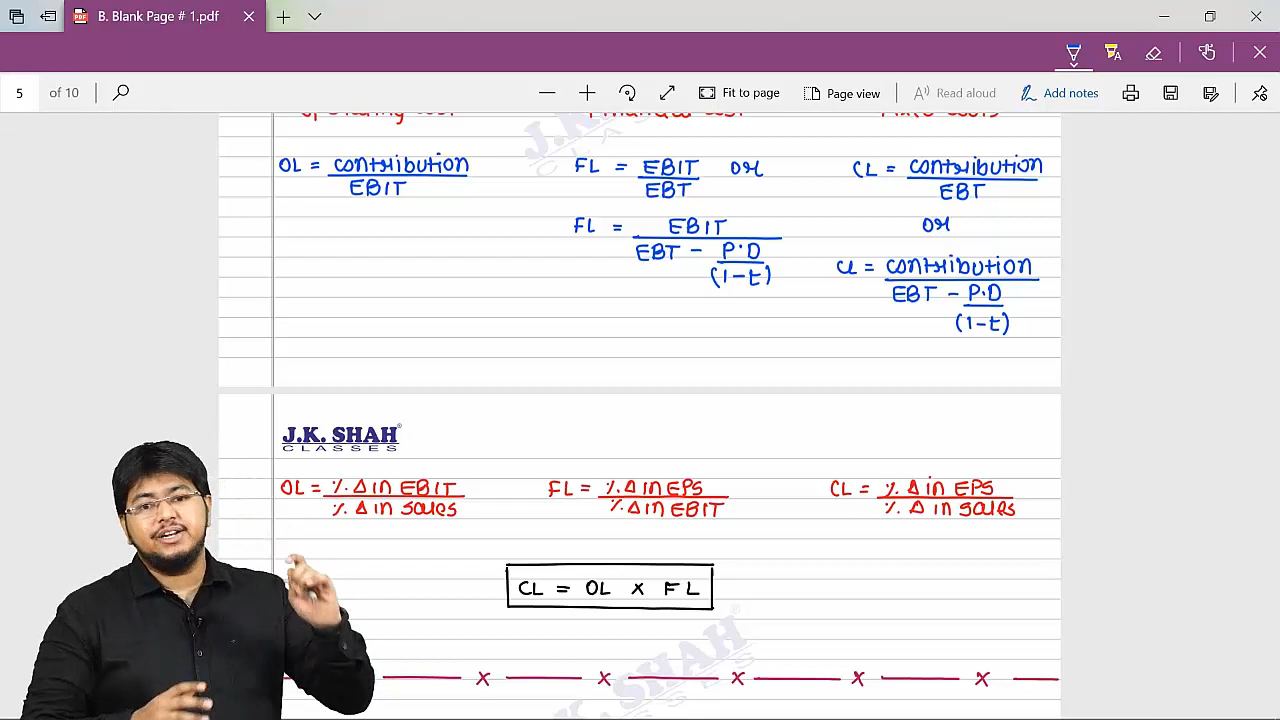 B. Blank Page # 1.pdf
5 of 10 Fit to page Page view Read aloud Add notes
OL = contribution FL = EBIT or CL = contribution
EBIT EBT EBT
FL = EBIT or
EBT - P.D CL = contribution
(1-t) EBT - P.D
(1-t)
J.K. SHAH
CLASSES
OL = %. Δ in EBIT FL = %. Δ in EPS CL = %. Δ in EPS
%. Δ in sales %. Δ in EBIT %. Δ in sales
CL = OL X FL
J.K. SHAH
x x x x x